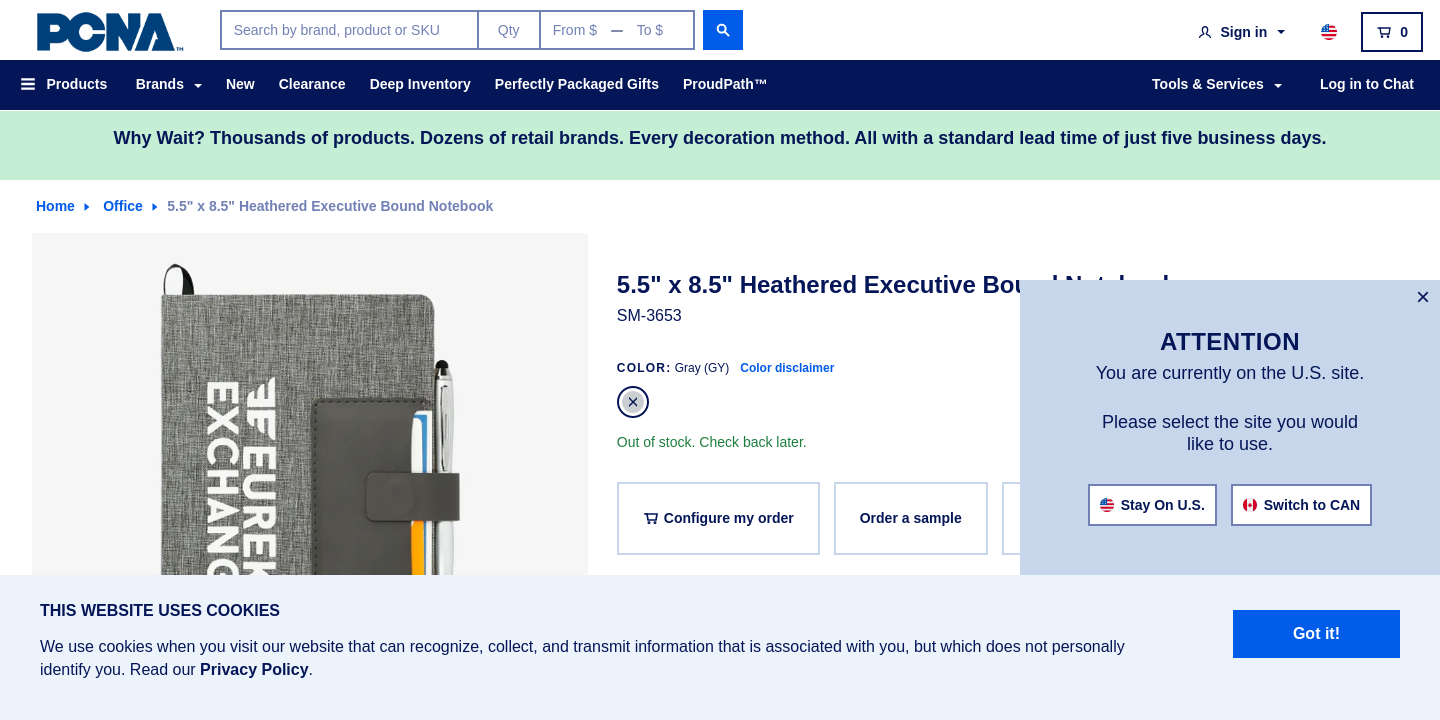 PCNA™
Search by brand, product or SKU
Qty
From $ — To $
Sign in
0
Products
Brands
New
Clearance
Deep Inventory
Perfectly Packaged Gifts
ProudPath™
Tools & Services
Log in to Chat
Why Wait? Thousands of products. Dozens of retail brands. Every decoration method. All with a standard lead time of just five business days.
Home
Office
5.5" x 8.5" Heathered Executive Bound Notebook
5.5" x 8.5" Heathered Executive Bound Notebook
SM-3653
COLOR: Gray (GY)
Color disclaimer
Out of stock. Check back later.
Configure my order
Order a sample
ATTENTION
You are currently on the U.S. site.
Please select the site you would
like to use.
Stay On U.S.
Switch to CAN
THIS WEBSITE USES COOKIES
We use cookies when you visit our website that can recognize, collect, and transmit information that is associated with you, but which does not personally
identify you. Read our Privacy Policy.
Got it!